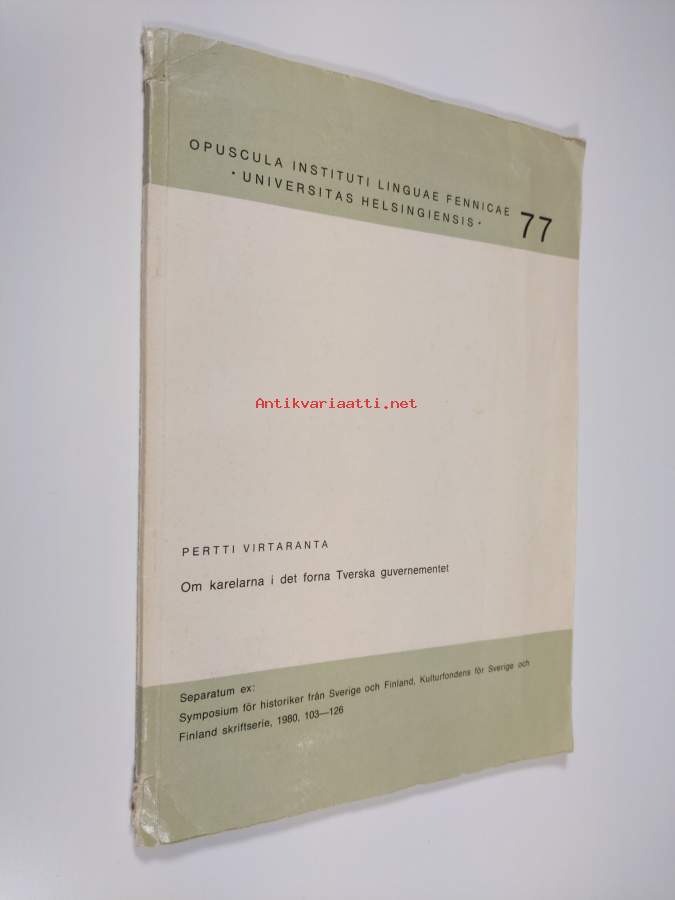 OPUSCULA INSTITUTI LINGUAE FENNICAE
· UNIVERSITAS HELSINGIENSIS · 77
Antikvariaatti.net
PERTTI VIRTARANTA
Om karelarna i det forna Tverska guvernementet
Separatum ex:
Symposium för historiker från Sverige och Finland, Kulturfondens för Sverige och
Finland skriftserie, 1980, 103—126